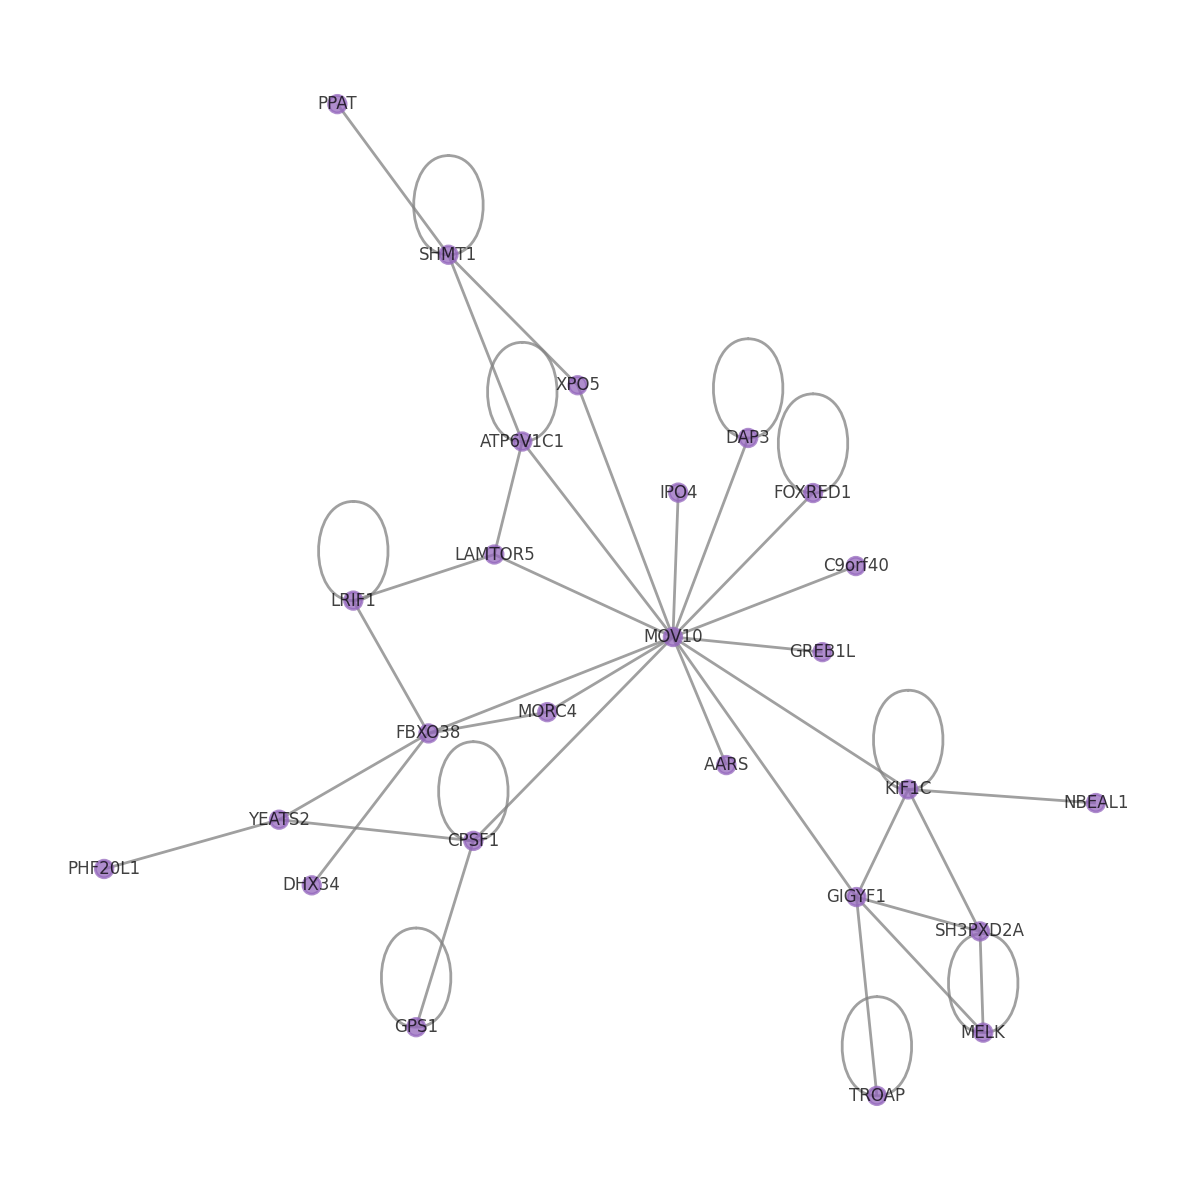 PPAT
SHMT1
XPO5
ATP6V1C1
DAP3
IPO4
FOXRED1
LAMTOR5
C9orf40
LRIF1
MOV10
GREB1L
MORC4
FBXO38
AARS
KIF1C
NBEAL1
YEATS2
CPSF1
PHF20L1
DHX34
GIGYF1
SH3PXD2A
GPS1
MELK
TROAP